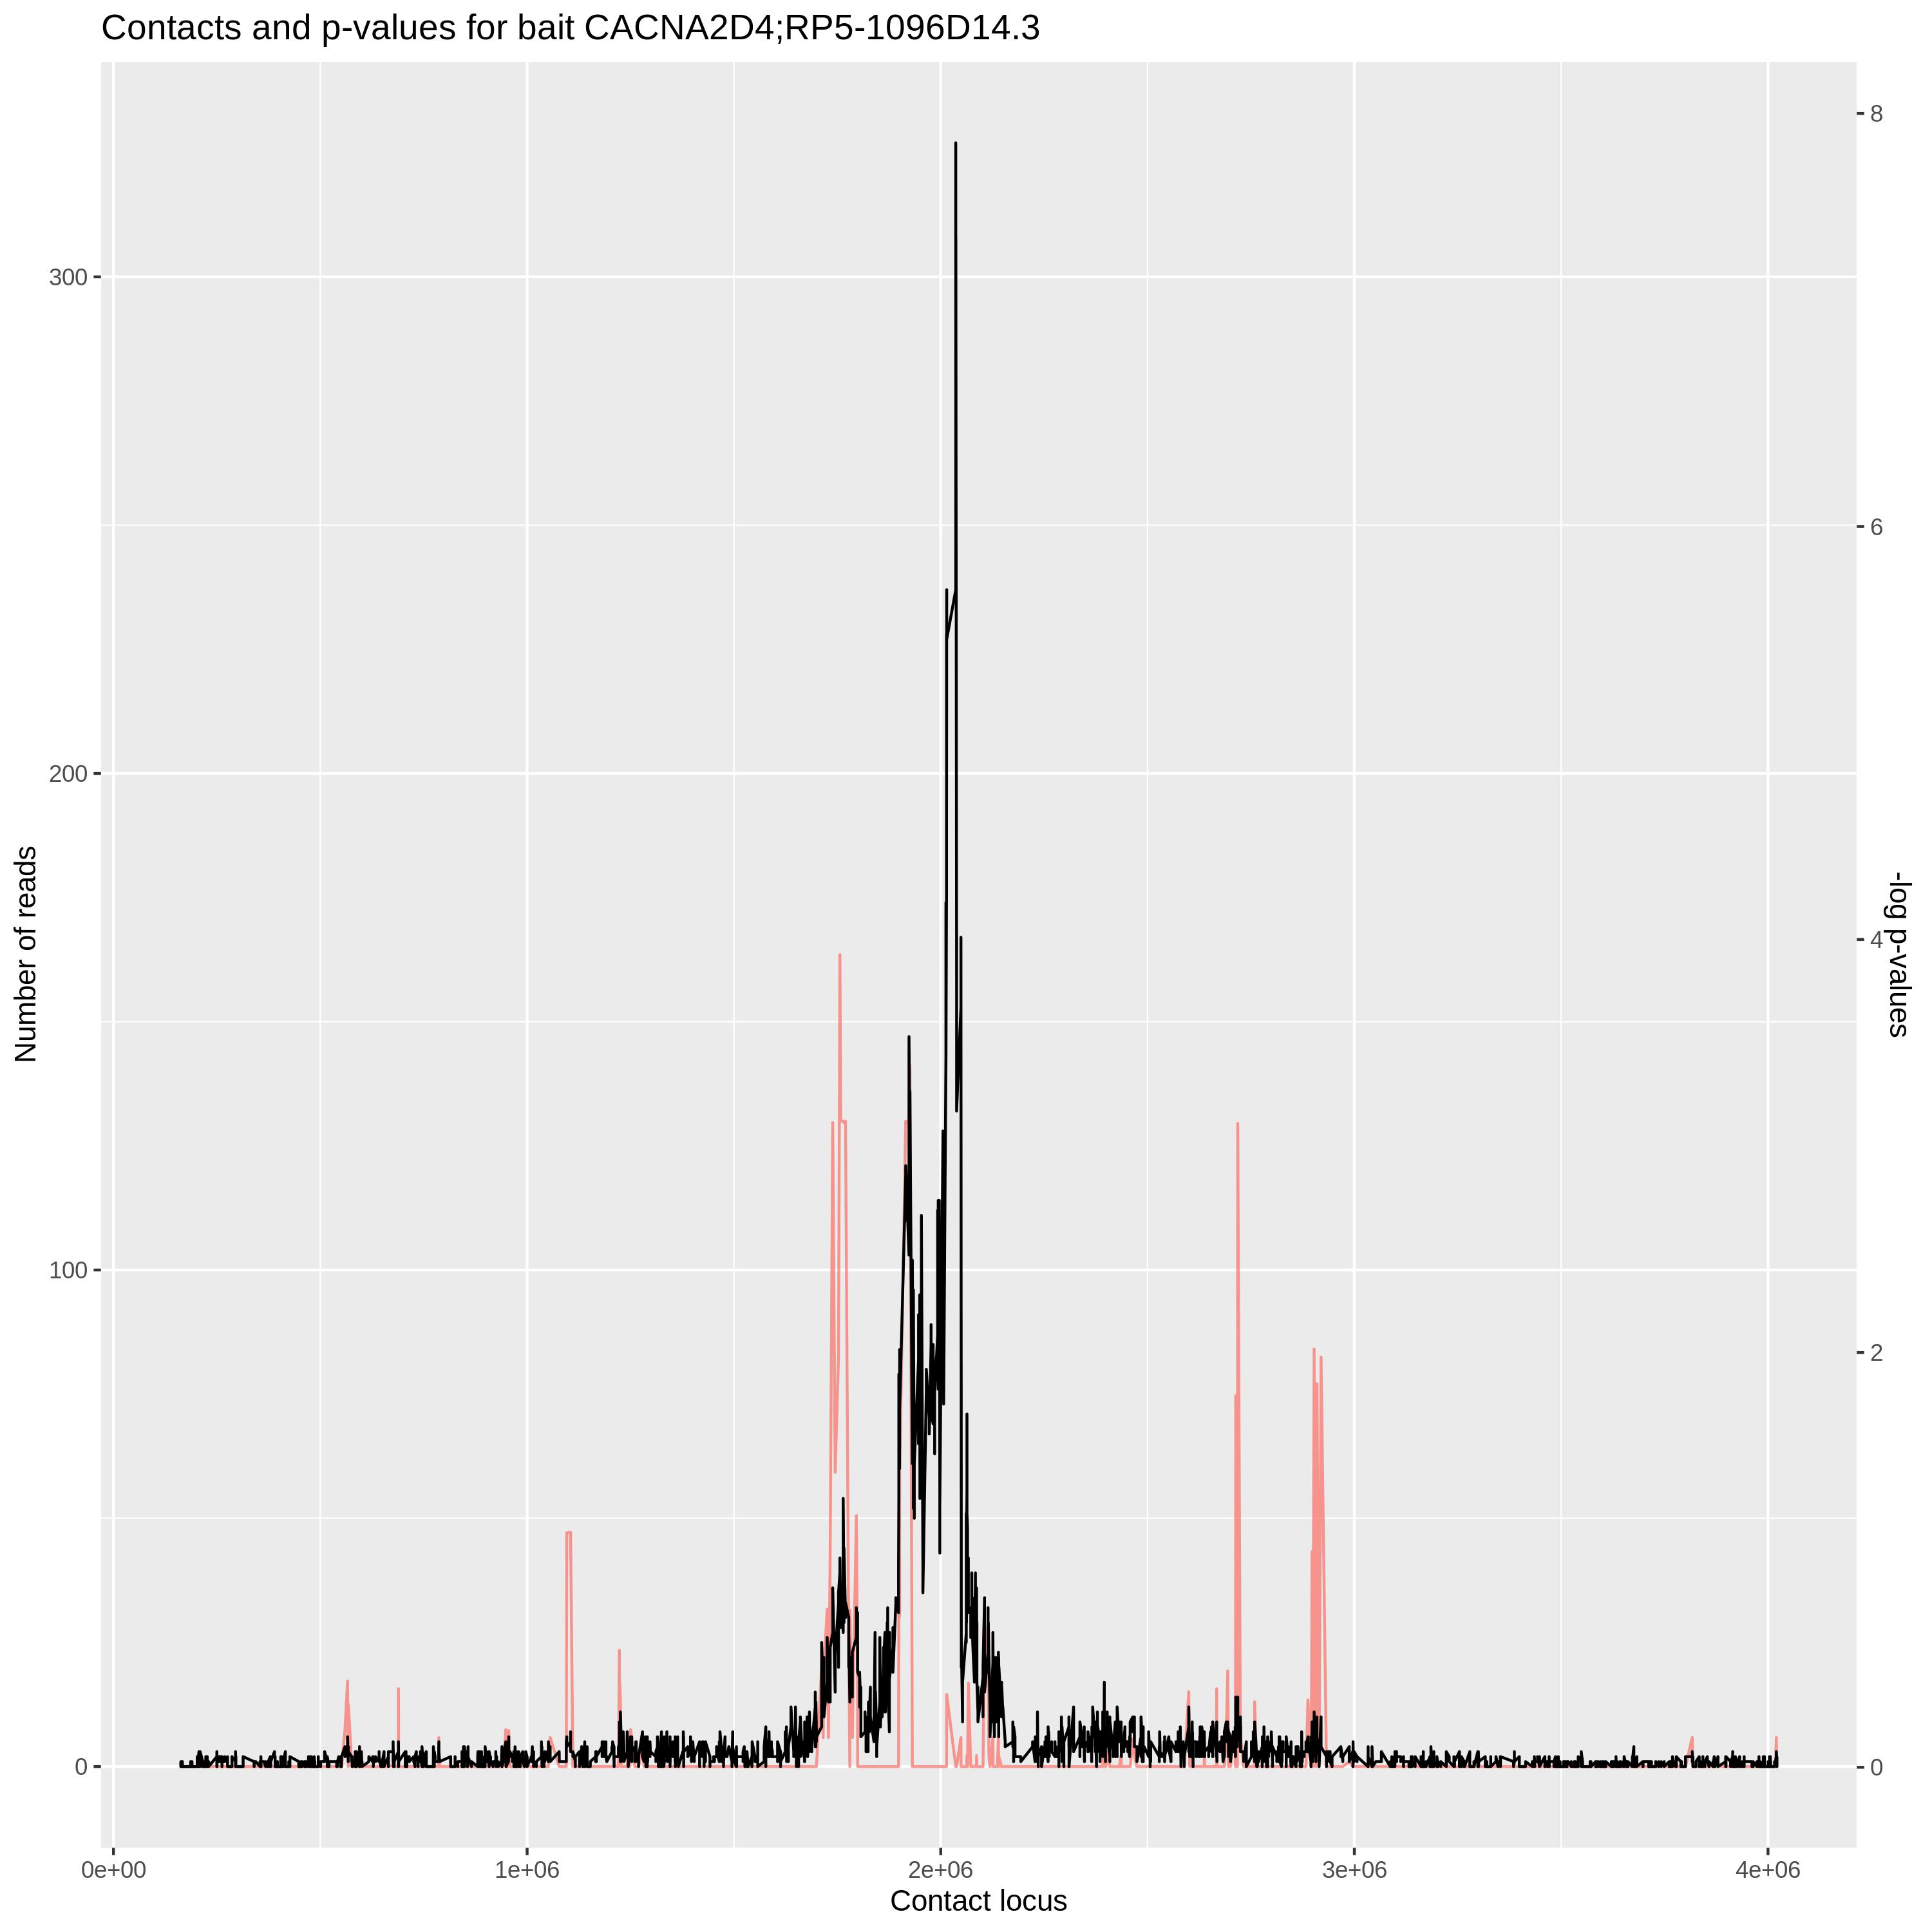 Contacts and p-values for bait CACNA2D4;RP5-1096D14.3
Number of reads
300
200
100
0
8
6
4
2
0
-log p-values
0e+00
1e+06
2e+06
3e+06
4e+06
Contact locus